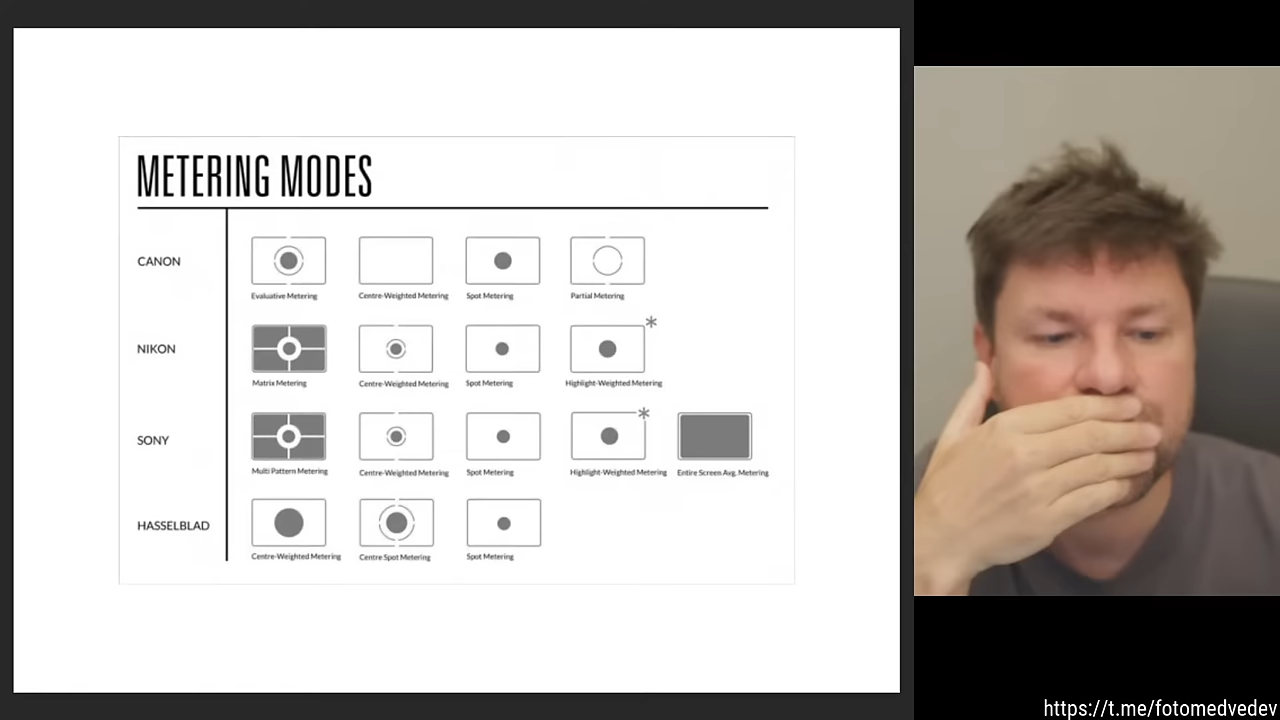 METERING MODES
CANON
Evaluative Metering
Centre-Weighted Metering
Spot Metering
Partial Metering
NIKON
Matrix Metering
Centre-Weighted Metering
Spot Metering
Highlight-Weighted Metering
*
SONY
Multi Pattern Metering
Centre-Weighted Metering
Spot Metering
Highlight-Weighted Metering
*
Entire Screen Avg. Metering
HASSELBLAD
Centre-Weighted Metering
Centre Spot Metering
Spot Metering
https://t.me/fotomedvedev